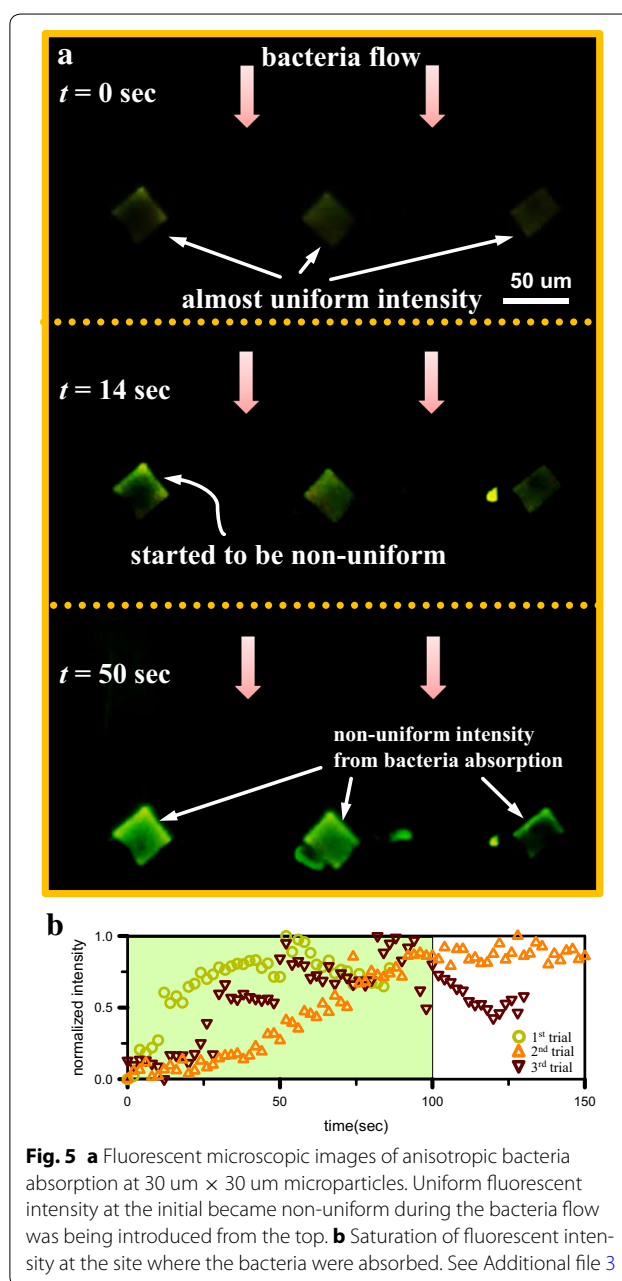 a
bacteria flow
t = 0 sec
almost uniform intensity
50 um
t = 14 sec
started to be non-uniform
t = 50 sec
non-uniform intensity
from bacteria absorption
b
normalized intensity
1.0
0.5
0.0
1st trial
2nd trial
3rd trial
0
50
100
150
time(sec)
Fig. 5 a Fluorescent microscopic images of anisotropic bacteria
absorption at 30 um × 30 um microparticles. Uniform fluorescent
intensity at the initial became non-uniform during the bacteria flow
was being introduced from the top. b Saturation of fluorescent inten-
sity at the site where the bacteria were absorbed. See Additional file 3